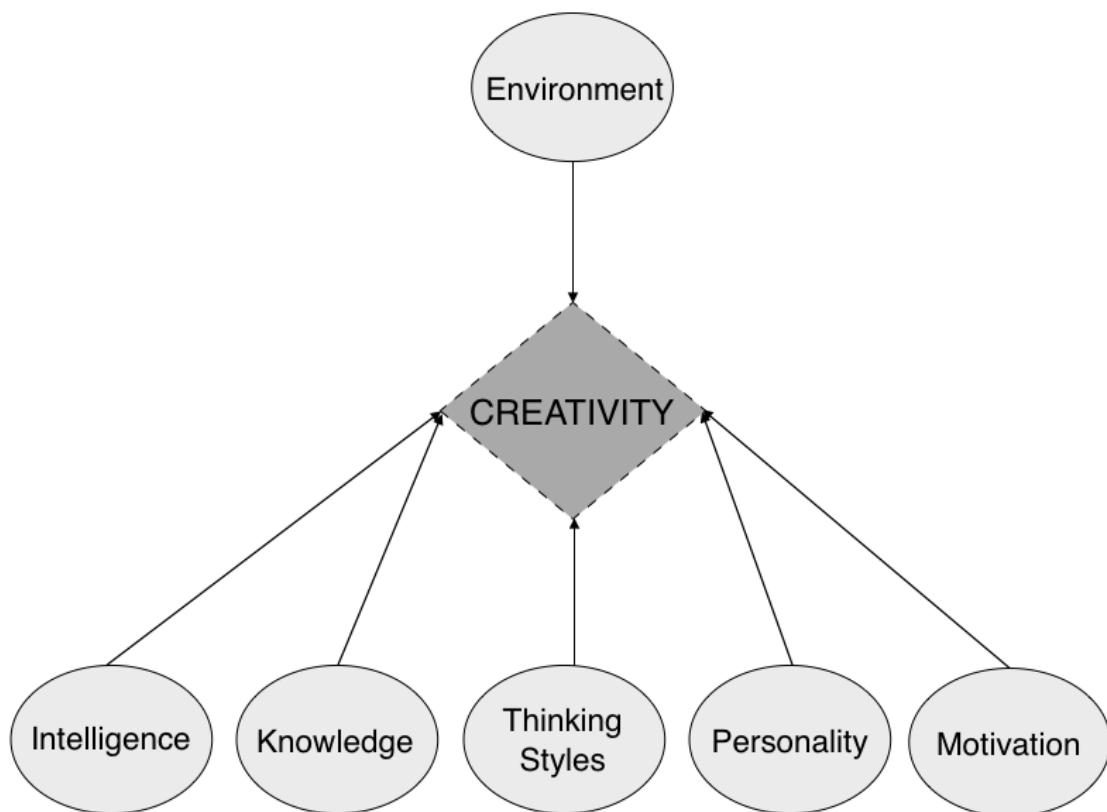 Environment
CREATIVITY
Intelligence
Knowledge
Thinking
Styles
Personality
Motivation